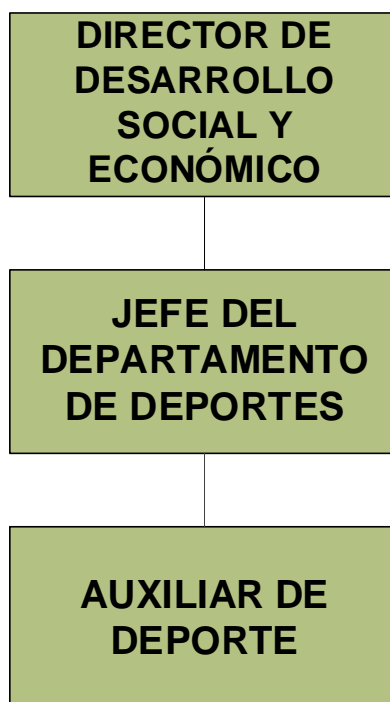 DIRECTOR DE
DESARROLLO
SOCIAL Y
ECONÓMICO
JEFE DEL
DEPARTAMENTO
DE DEPORTES
AUXILIAR DE
DEPORTE